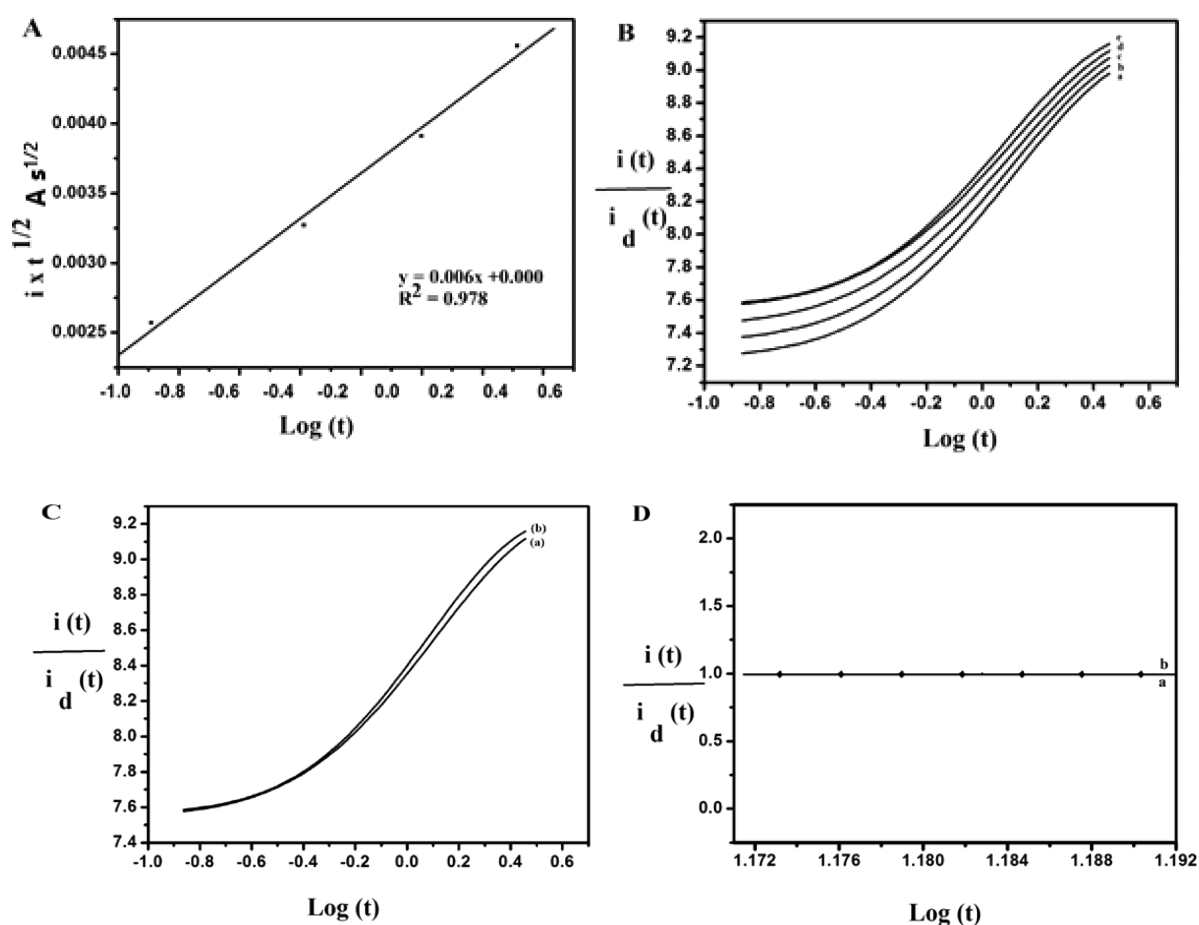 A
i x t 1/2 A s1/2
0.0045
0.0040
0.0035
0.0030
0.0025
y = 0.006x +0.000
R2 = 0.978
-1.0 -0.8 -0.6 -0.4 -0.2 0.0 0.2 0.4 0.6
Log (t)
B
i (t)
i d (t)
9.2
9.0
8.8
8.6
8.4
8.2
8.0
7.8
7.6
7.4
7.2
e
d
c
b
a
-1.0 -0.8 -0.6 -0.4 -0.2 0.0 0.2 0.4 0.6
Log (t)
C
i (t)
i d (t)
9.2
9.0
8.8
8.6
8.4
8.2
8.0
7.8
7.6
7.4
(b)
(a)
-1.0 -0.8 -0.6 -0.4 -0.2 0.0 0.2 0.4 0.6
Log (t)
D
i (t)
i d (t)
2.0
1.5
1.0
0.5
0.0
b
a
1.172 1.176 1.180 1.184 1.188 1.192
Log (t)